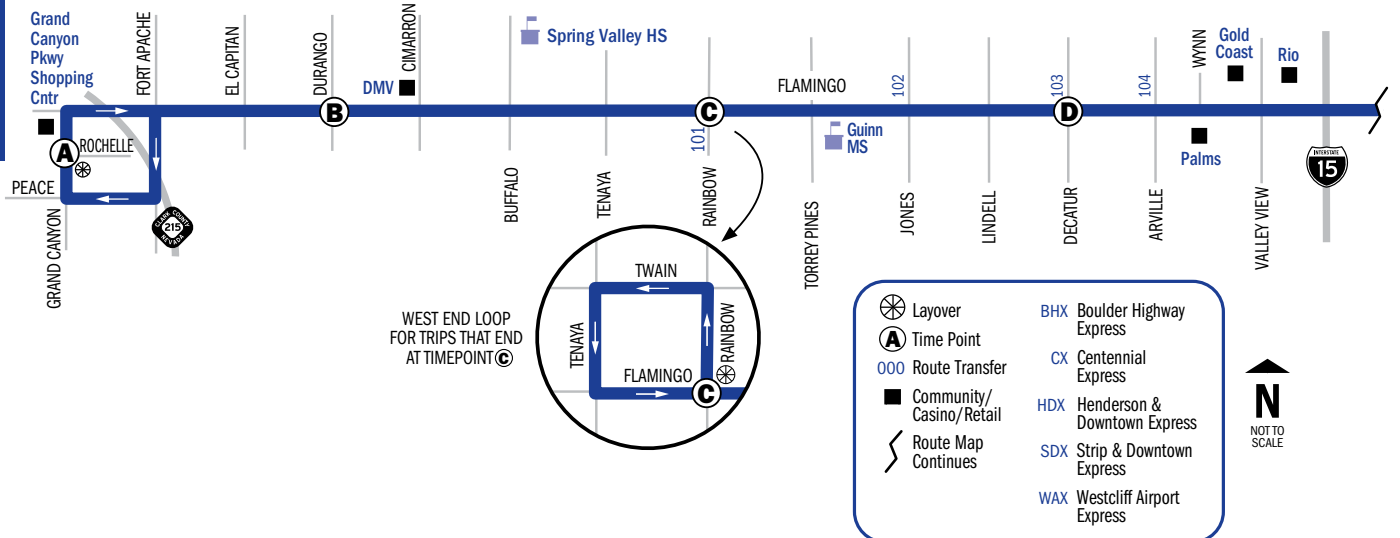 Grand
Canyon
Pkwy
Shopping
Cntr
FORT APACHE
EL CAPITAN
DURANGO
DMV
CIMARRON
Spring Valley HS
FLAMINGO
102
103
104
WYNN
Gold
Coast
Rio
A
ROCHELLE
PEACE
GRAND CANYON
CLARK COUNTY
215
NEVADA
B
BUFFALO
TENAYA
C
101
RAINBOW
Guinn
MS
TORREY PINES
JONES
LINDELL
D
DECATUR
ARVILLE
Palms
VALLEY VIEW
INTERSTATE
15
WEST END LOOP
FOR TRIPS THAT END
AT TIMEPOINT C
TWAIN
TENAYA
RAINBOW
FLAMINGO
C
Layover
A Time Point
000 Route Transfer
Community/
Casino/Retail
Route Map
Continues
BHX Boulder Highway
Express
CX Centennial
Express
HDX Henderson &
Downtown Express
SDX Strip & Downtown
Express
WAX Westcliff Airport
Express
N
NOT TO
SCALE